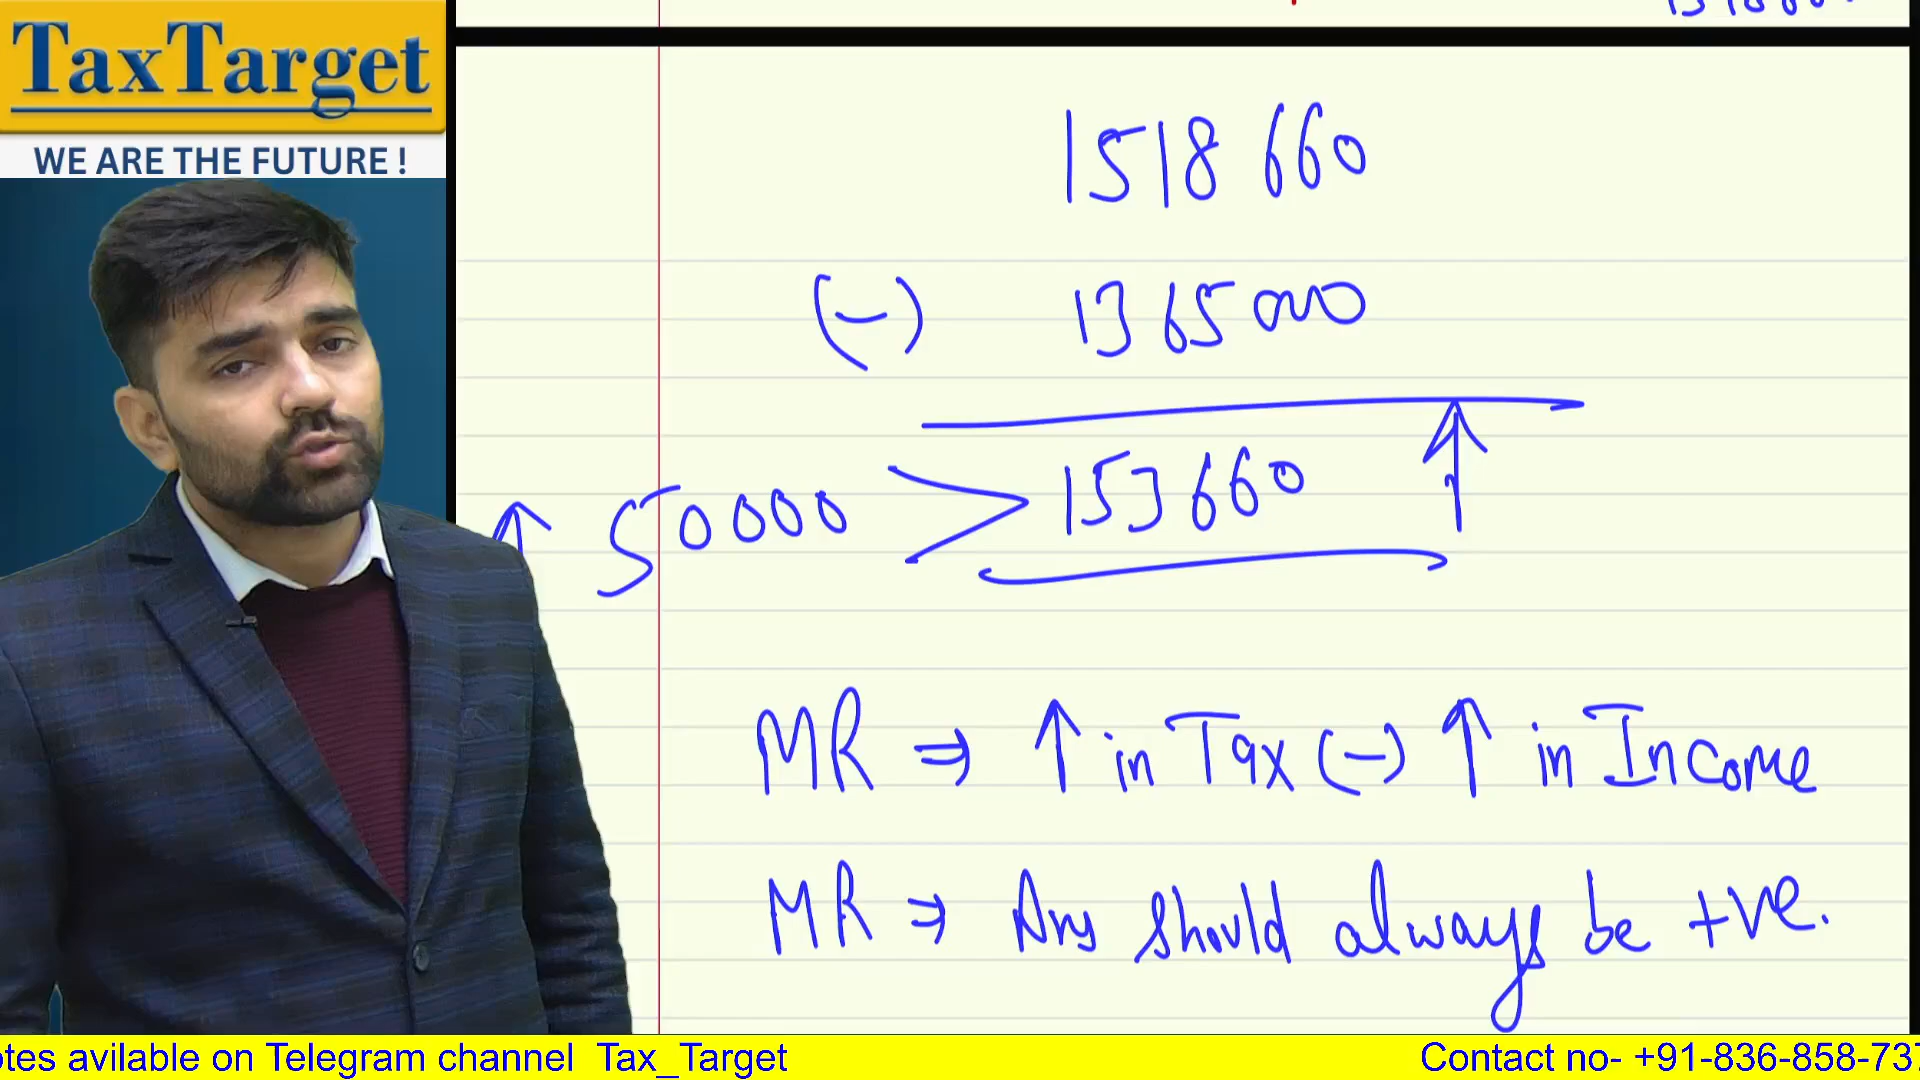 TaxTarget
WE ARE THE FUTURE !
1518660
(-) 1365000
↑ 50000 > 153660 ↑
MR ⇒ ↑ in Tax (-) ↑ in Income
MR ⇒ Ans should always be +ve.
otes avilable on Telegram channel Tax_Target
Contact no- +91-836-858-737